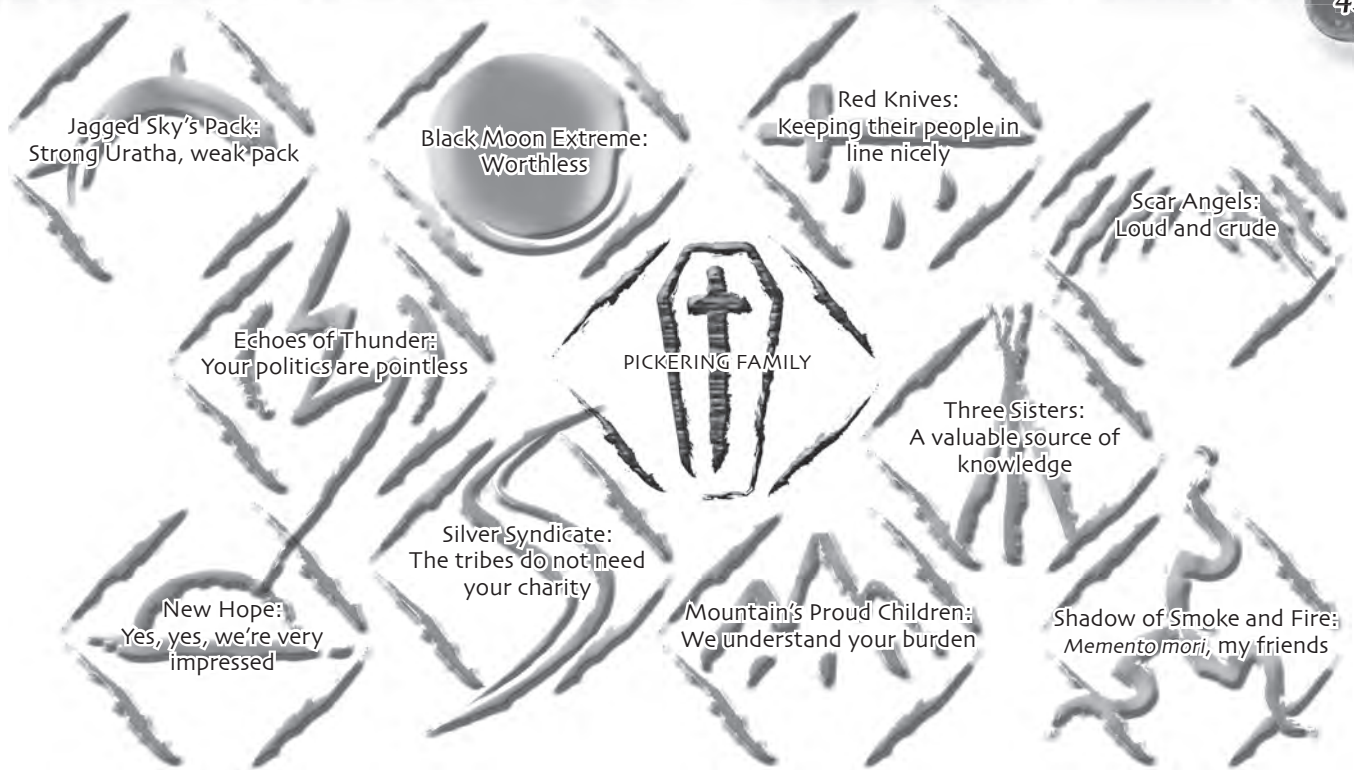 Jagged Sky's Pack:
Strong Uratha, weak pack
Black Moon Extreme:
Worthless
Red Knives:
Keeping their people in
line nicely
Scar Angels:
Loud and crude
Echoes of Thunder:
Your politics are pointless
PICKERING FAMILY
Three Sisters:
A valuable source of
knowledge
Silver Syndicate:
The tribes do not need
your charity
New Hope:
Yes, yes, we're very
impressed
Mountain's Proud Children:
We understand your burden
Shadow of Smoke and Fire:
Memento mori, my friends